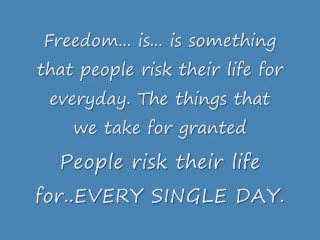 Freedom... is... is something
that people risk their life for
everyday. The things that
we take for granted
People risk their life
for..EVERY SINGLE DAY.